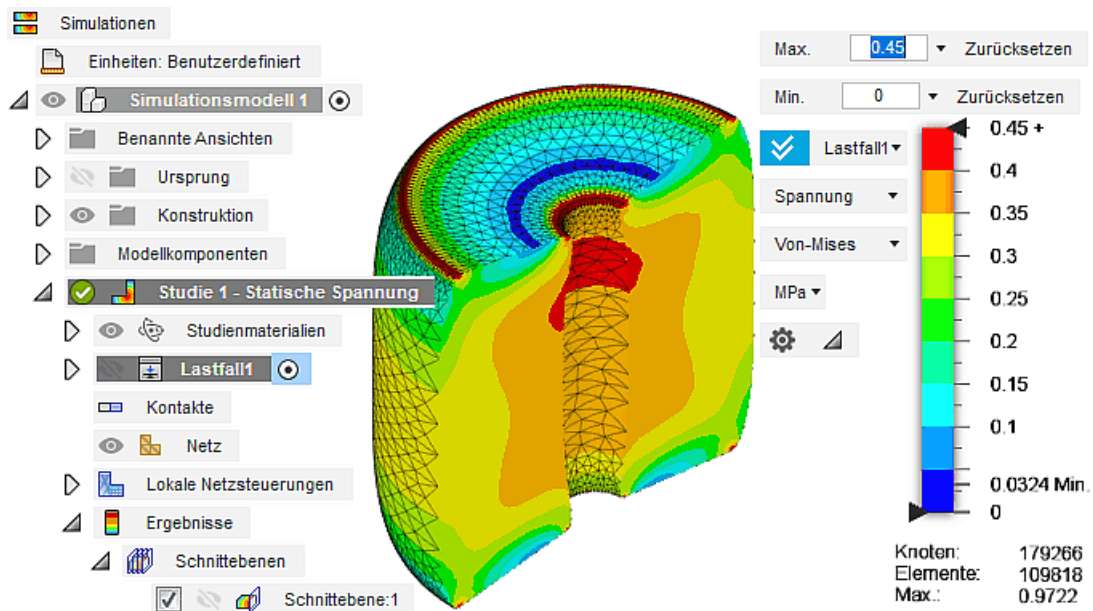 Simulationen
Einheiten: Benutzerdefiniert
Simulationsmodell 1
Benannte Ansichten
Ursprung
Konstruktion
Modellkomponenten
Studie 1 - Statische Spannung
Studienmaterialien
Lastfall1
Kontakte
Netz
Lokale Netzsteuerungen
Ergebnisse
Schnittebenen
Schnittebene:1
Max. 0.45 Zurücksetzen
Min. 0 Zurücksetzen
Lastfall1
Spannung
Von-Mises
MPa
0.45 +
0.4
0.35
0.3
0.25
0.2
0.15
0.1
0.0324 Min.
0
Knoten: 179266
Elemente: 109818
Max.: 0.9722